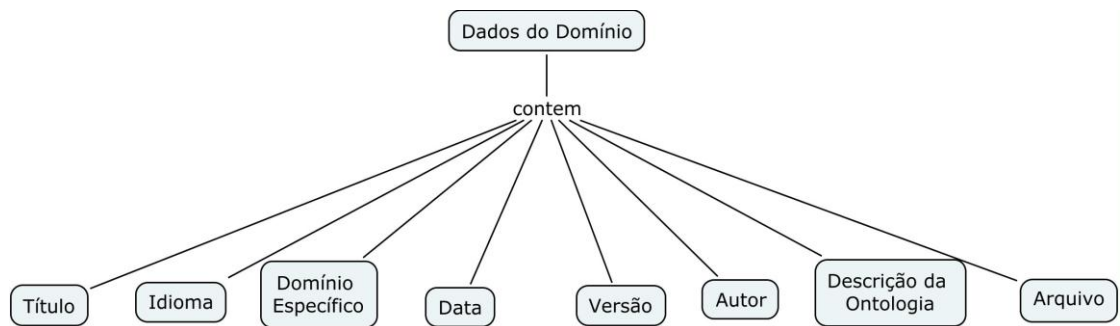 Dados do Domínio
contem
Título
Idioma
Domínio
Específico
Data
Versão
Autor
Descrição da
Ontologia
Arquivo